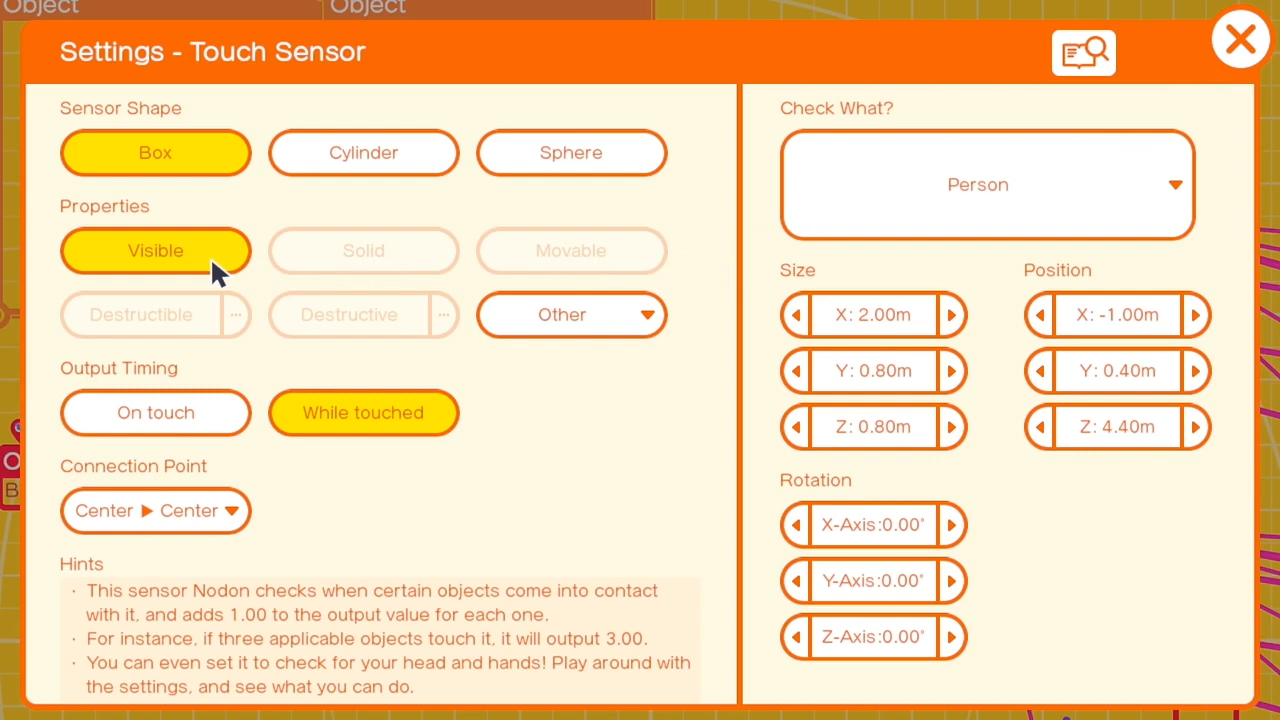 Object
Object
Settings - Touch Sensor
Sensor Shape
Box
Cylinder
Sphere
Properties
Visible
Solid
Movable
Destructible
...
Destructive
...
Other
Output Timing
On touch
While touched
Connection Point
Center ▶ Center
Hints
· This sensor Nodon checks when certain objects come into contact
with it, and adds 1.00 to the output value for each one.
· For instance, if three applicable objects touch it, it will output 3.00.
· You can even set it to check for your head and hands! Play around with
the settings, and see what you can do.
Check What?
Person
Size
X: 2.00m
Y: 0.80m
Z: 0.80m
Position
X: -1.00m
Y: 0.40m
Z: 4.40m
Rotation
X-Axis:0.00°
Y-Axis:0.00°
Z-Axis:0.00°